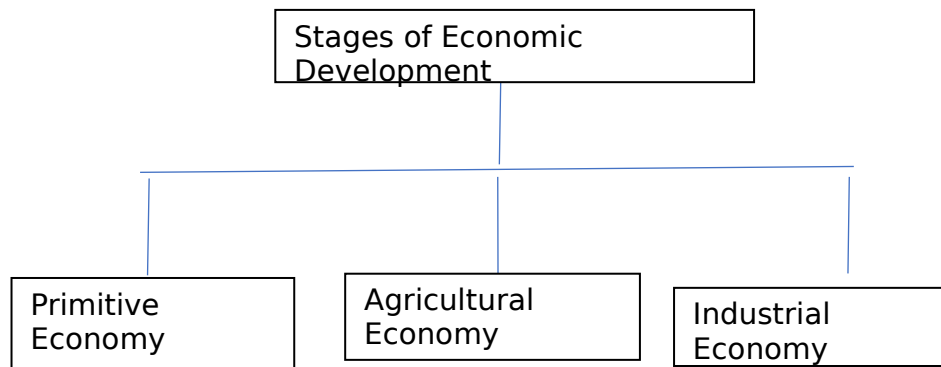 Stages of Economic
Development
Primitive
Economy
Agricultural
Economy
Industrial
Economy